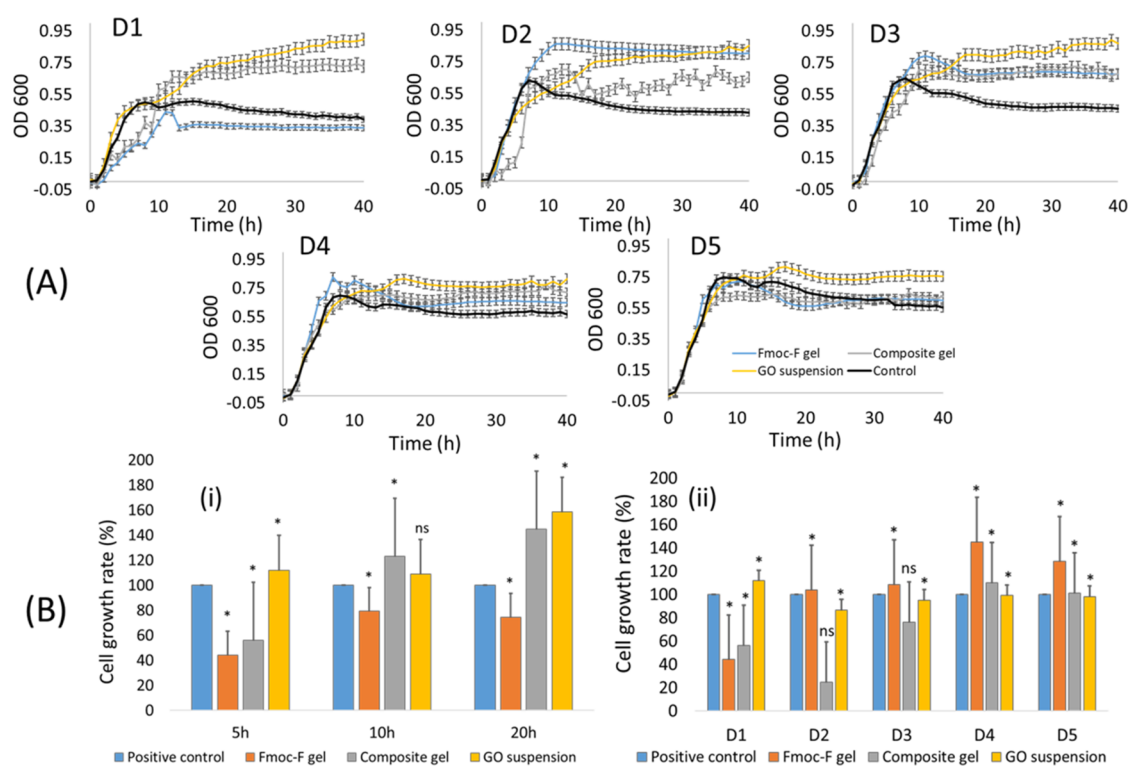 D1
0.95
0.75
0.55
0.35
0.15
-0.05
OD 600
0 10 20 30 40
Time (h)
D2
0.95
0.75
0.55
0.35
0.15
-0.05
OD 600
0 10 20 30 40
Time (h)
D3
0.95
0.75
0.55
0.35
0.15
-0.05
OD 600
0 10 20 30 40
Time (h)
(A)
D4
0.95
0.75
0.55
0.35
0.15
-0.05
OD 600
0 10 20 30 40
Time (h)
D5
0.95
0.75
0.55
0.35
0.15
-0.05
OD 600
Fmoc-F gel Composite gel
GO suspension Control
0 10 20 30 40
Time (h)
(B)
(i)
200
180
160
140
120
100
80
60
40
20
0
Cell growth rate (%)
* * *
* * ns
* * *
5h 10h 20h
Positive control Fmoc-F gel Composite gel GO suspension
(ii)
200
180
160
140
120
100
80
60
40
20
0
Cell growth rate (%)
* * *
* ns *
* ns *
* * *
* * *
D1 D2 D3 D4 D5
Positive control Fmoc-F gel Composite gel GO suspension